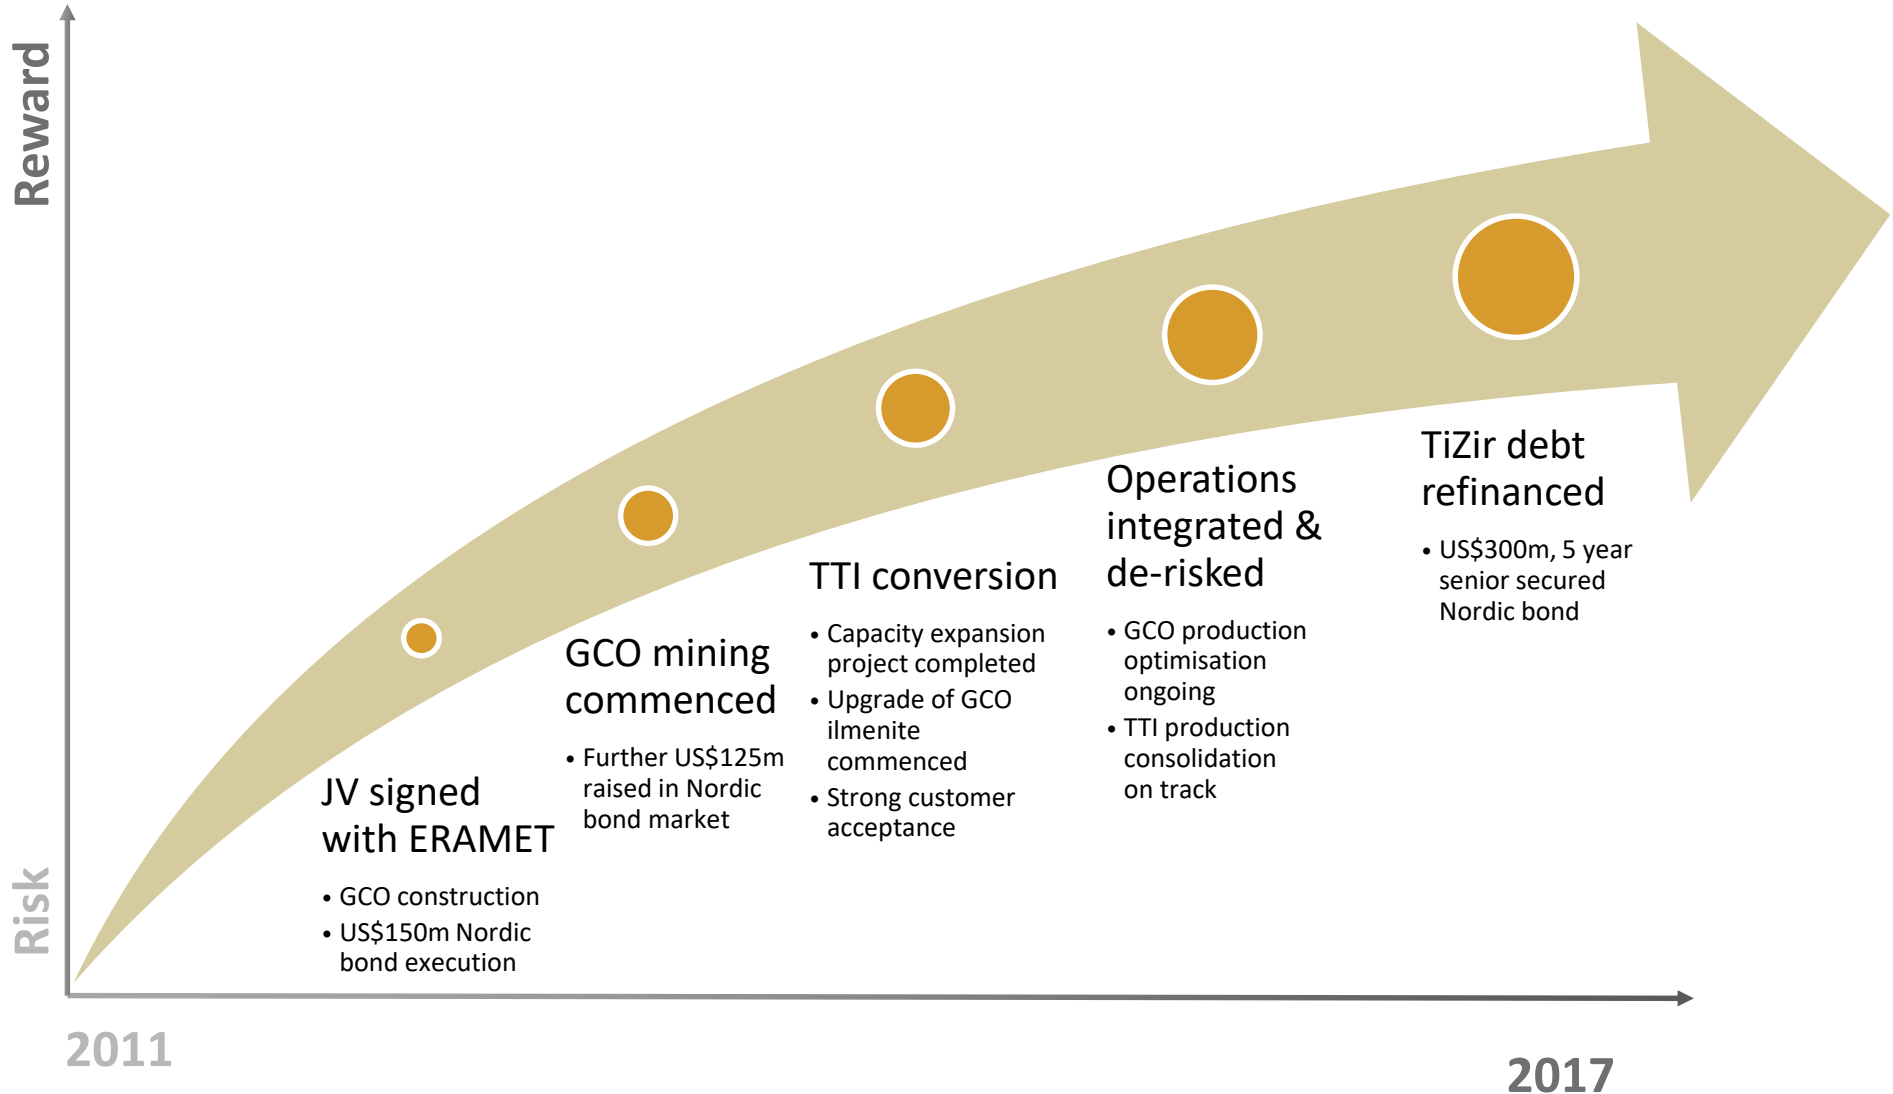 Reward
Risk
JV signed
with ERAMET
• GCO construction
• US$150m Nordic
bond execution
GCO mining
commenced
• Further US$125m
raised in Nordic
bond market
TTI conversion
• Capacity expansion
project completed
• Upgrade of GCO
ilmenite
commenced
• Strong customer
acceptance
Operations
integrated &
de-risked
• GCO production
optimisation
ongoing
• TTI production
consolidation
on track
TiZir debt
refinanced
• US$300m, 5 year
senior secured
Nordic bond
2011
2017